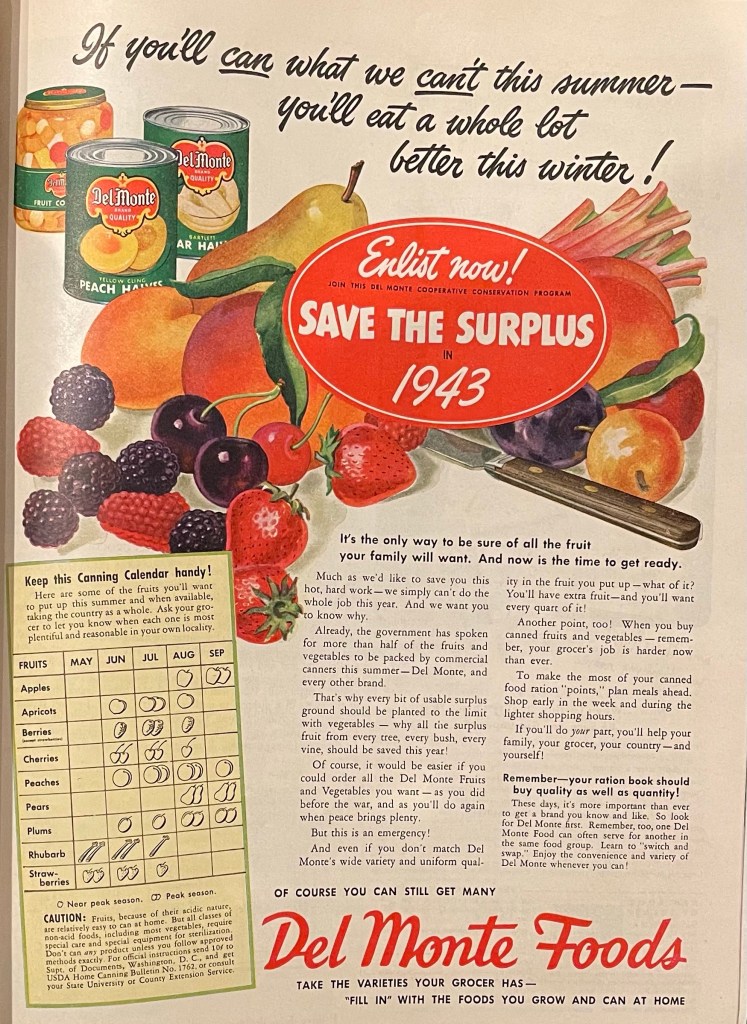 If you'll can what we can't this summer—
you'll eat a whole lot
better this winter!
FRUIT CO
Del Monte
BRAND
QUALITY
YELLOW CLING
PEACH HALVES
Del Monte
BRAND
QUALITY
BARTLETT
AR HAL
Enlist now!
JOIN THIS DEL MONTE COOPERATIVE CONSERVATION PROGRAM
SAVE THE SURPLUS
IN
1943
It's the only way to be sure of all the fruit
your family will want. And now is the time to get ready.
Much as we'd like to save you this
hot, hard work—we simply can't do the
whole job this year. And we want you
to know why.
Already, the government has spoken
for more than half of the fruits and
vegetables to be packed by commercial
canners this summer—Del Monte, and
every other brand.
That's why every bit of usable surplus
ground should be planted to the limit
with vegetables — why all the surplus
fruit from every tree, every bush, every
vine, should be saved this year!
Of course, it would be easier if you
could order all the Del Monte Fruits
and Vegetables you want—as you did
before the war, and as you'll do again
when peace brings plenty.
But this is an emergency!
And even if you don't match Del
Monte's wide variety and uniform qual-
ity in the fruit you put up—what of it?
You'll have extra fruit—and you'll want
every quart of it!
Another point, too! When you buy
canned fruits and vegetables — remem-
ber, your grocer's job is harder now
than ever.
To make the most of your canned
food ration "points," plan meals ahead.
Shop early in the week and during the
lighter shopping hours.
If you'll do your part, you'll help your
family, your grocer, your country—and
yourself!
Remember—your ration book should
buy quality as well as quantity!
These days, it's more important than ever
to get a brand you know and like. So look
for Del Monte first. Remember, too, one Del
Monte Food can often serve for another in
the same food group. Learn to "switch and
swap." Enjoy the convenience and variety of
Del Monte whenever you can!
Keep this Canning Calendar handy!
Here are some of the fruits you'll want
to put up this summer and when available,
taking the country as a whole. Ask your gro-
cer to let you know when each one is most
plentiful and reasonable in your own locality.
FRUITS MAY JUN JUL AUG SEP
Apples
Apricots
Berries
(except strawberries)
Cherries
Peaches
Pears
Plums
Rhubarb
Straw-
berries
Near peak season. Peak season.
CAUTION: Fruits, because of their acidic nature,
are relatively easy to can at home. But all classes of
non-acid foods, including most vegetables, require
special care and special equipment for sterilization.
Don't can any product unless you follow approved
methods exactly. For official instructions send 10¢ to
Supt. of Documents, Washington, D. C., and get
USDA Home Canning Bulletin No. 1762, or consult
your State University or County Extension Service.
OF COURSE YOU CAN STILL GET MANY
Del Monte Foods
TAKE THE VARIETIES YOUR GROCER HAS—
"FILL IN" WITH THE FOODS YOU GROW AND CAN AT HOME